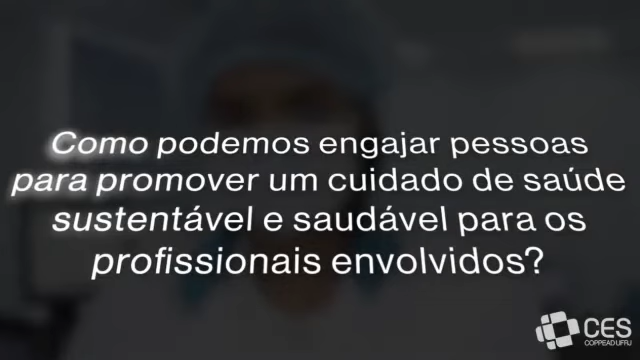 Como podemos engajar pessoas
para promover um cuidado de saúde
sustentável e saudável para os
profissionais envolvidos?
CES
COPPEAD UFRJ